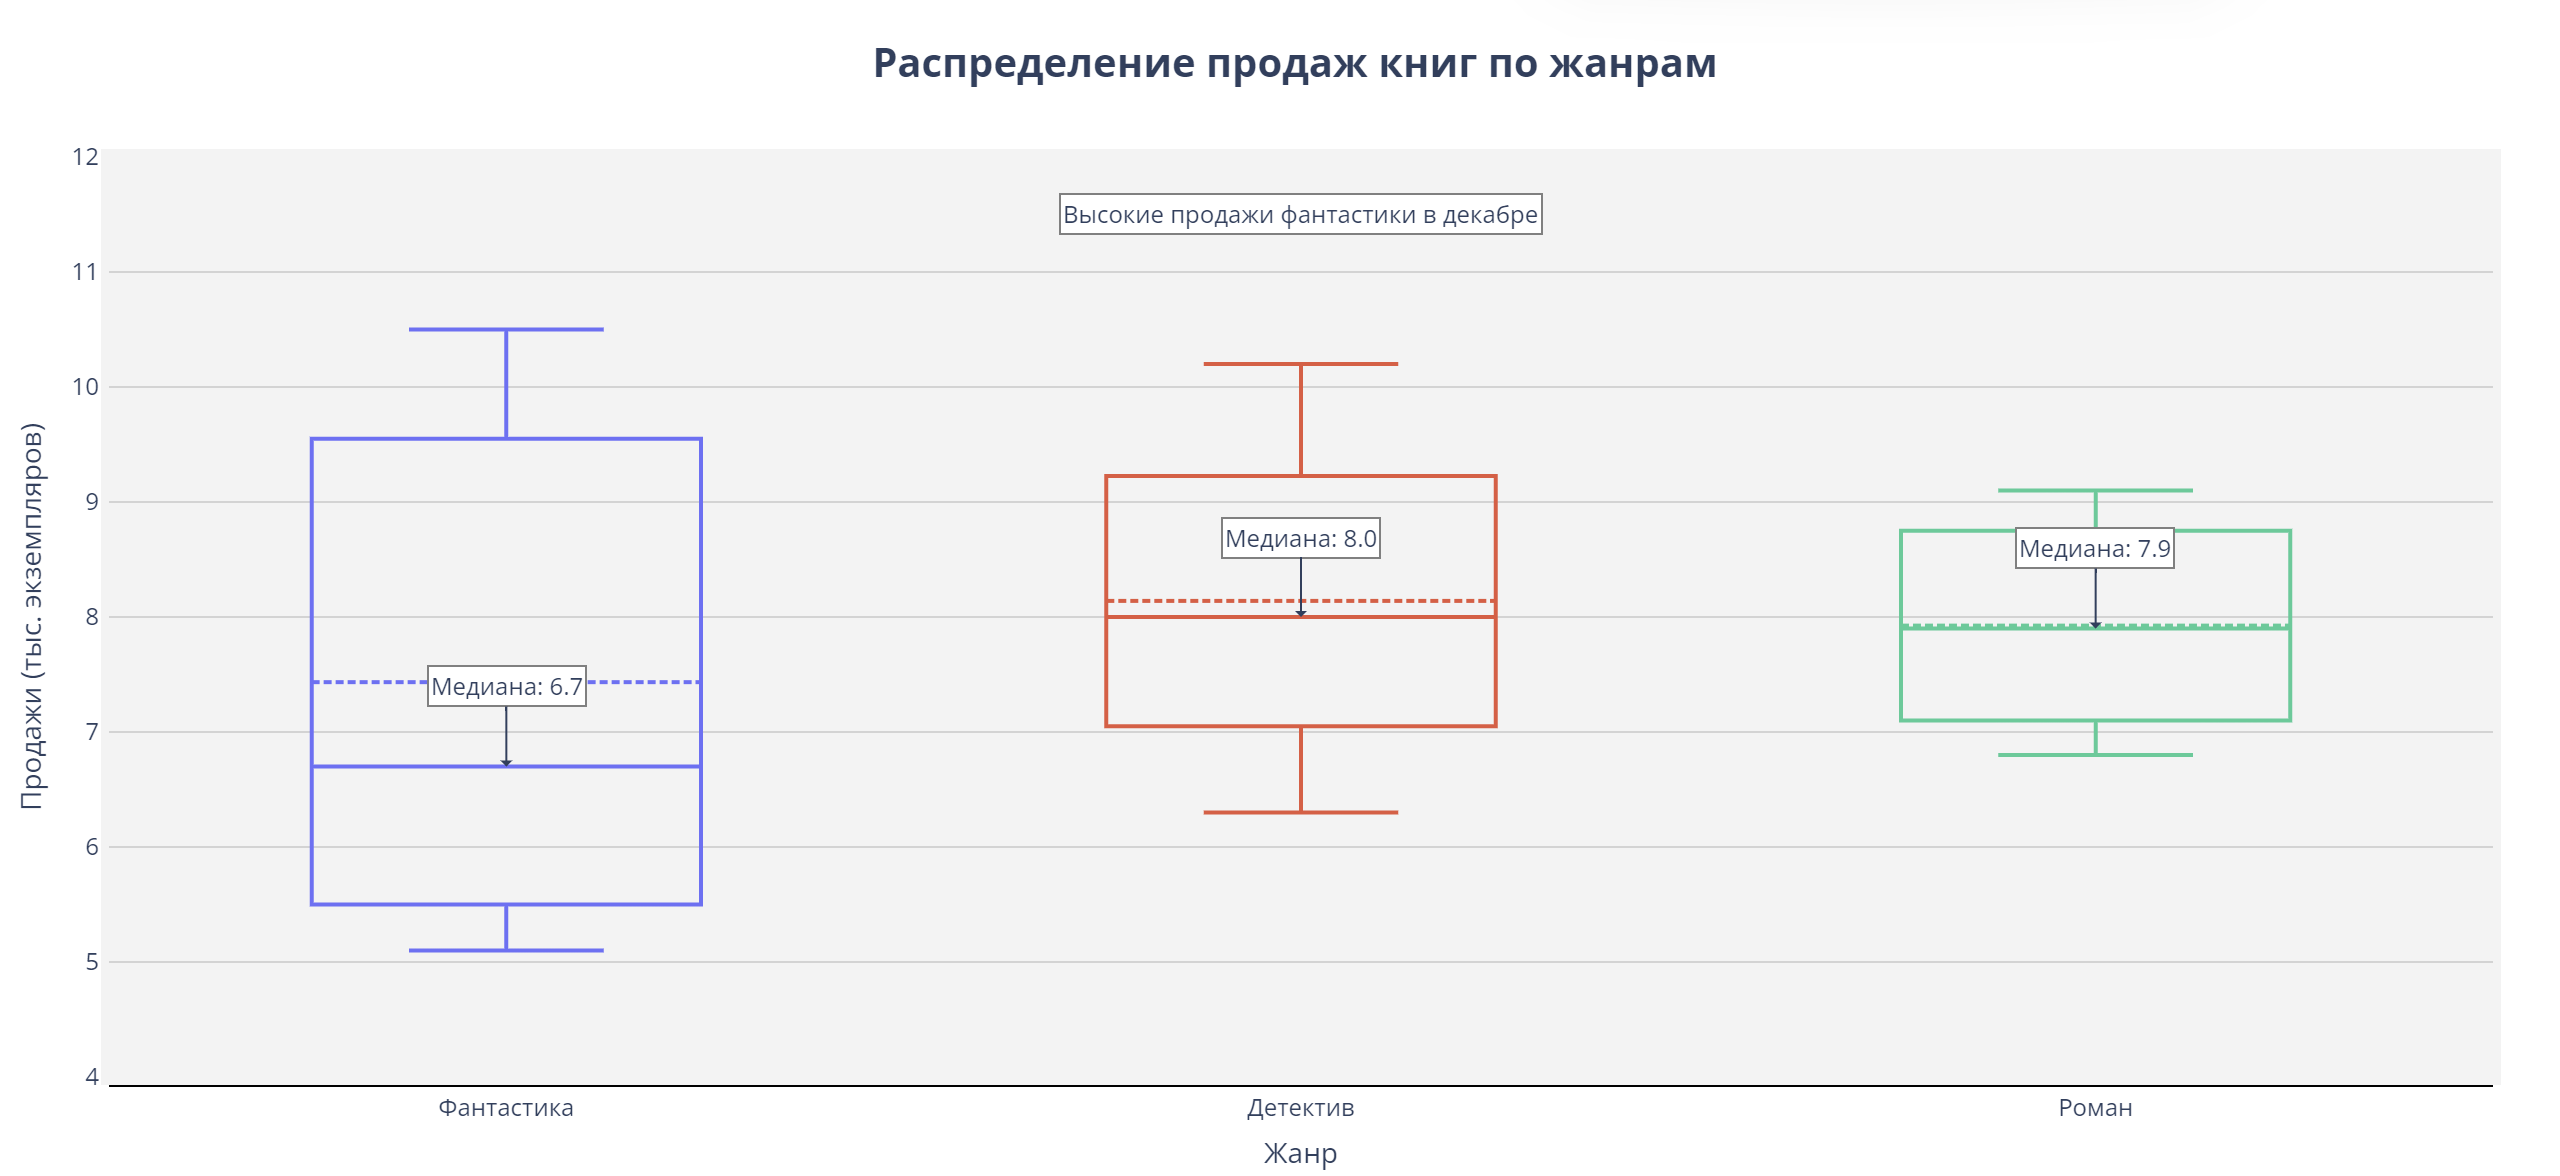 Распределение продаж книг по жанрам
12
Высокие продажи фантастики в декабре
11
10
9
Медиана: 8.0
Медиана: 7.9
8
Медиана: 6.7
7
6
5
4
Продажи (тыс. экземпляров)
Фантастика
Детектив
Роман
Жанр